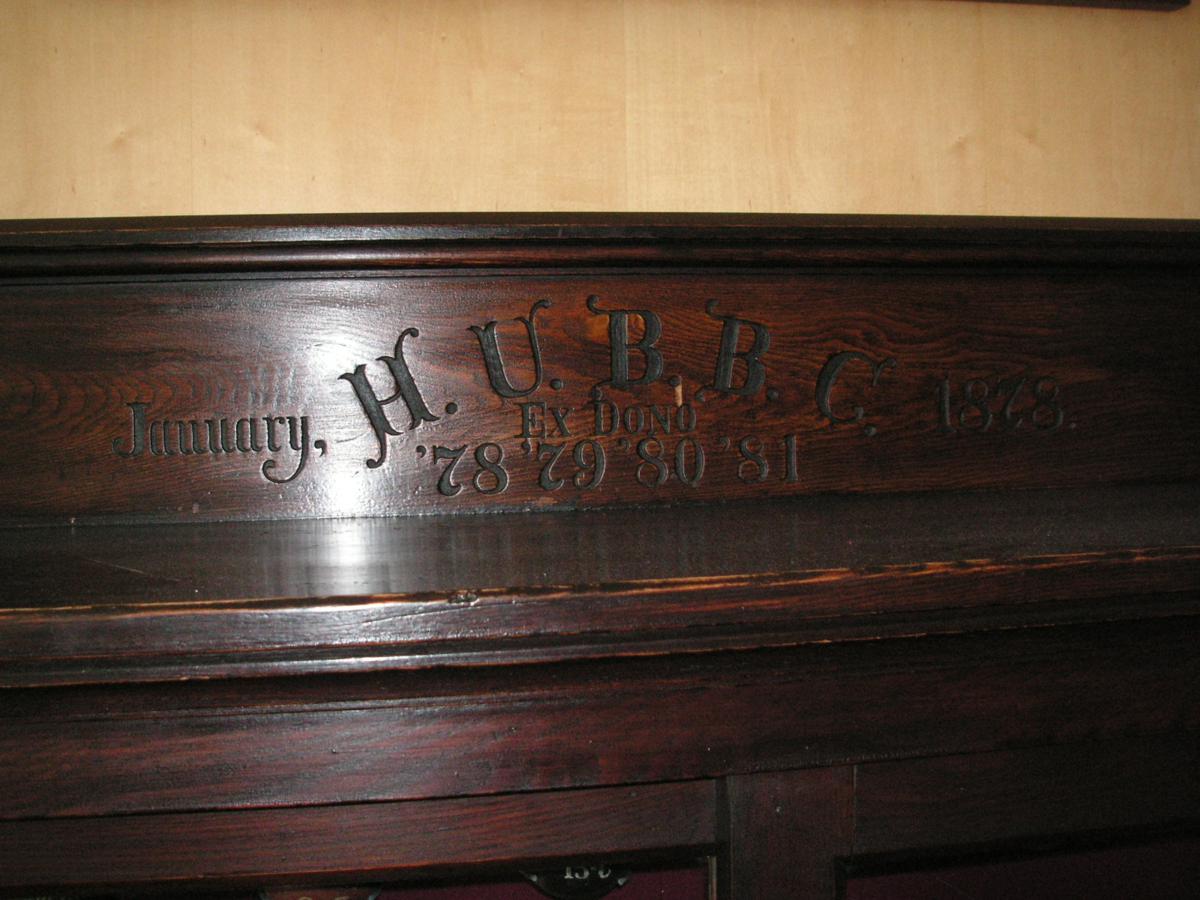 January, H. U. B. B. C. 1878.
Ex Dono
'78 '79 '80 '81